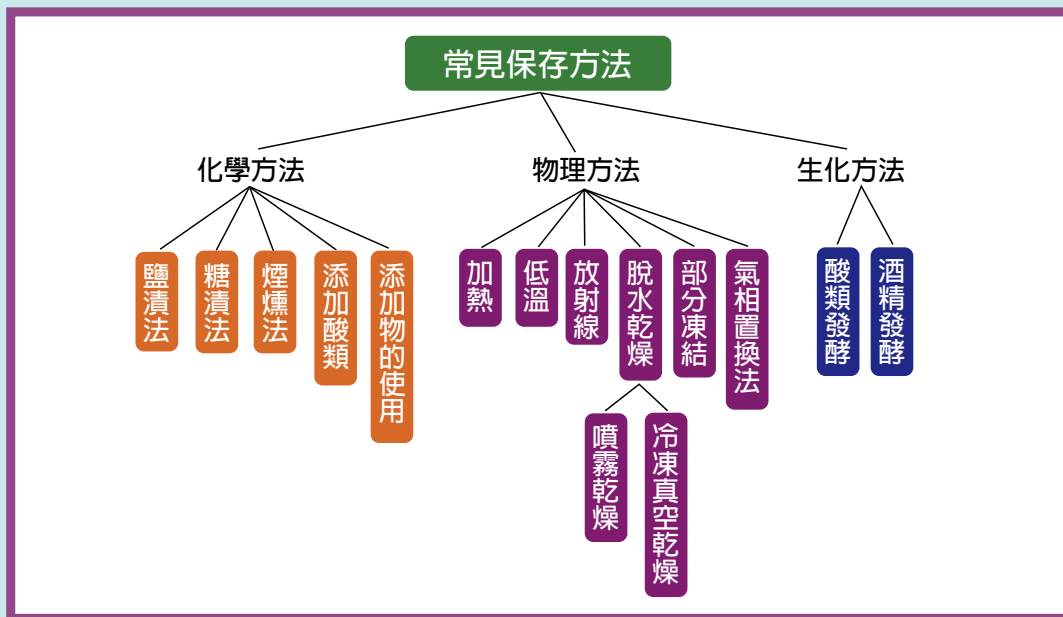 常見保存方法
化學方法
物理方法
生化方法
鹽漬法
糖漬法
煙燻法
添加酸類
添加物的使用
加熱
低溫
放射線
脫水乾燥
部分凍結
氣相置換法
酸類發酵
酒精發酵
噴霧乾燥
冷凍真空乾燥